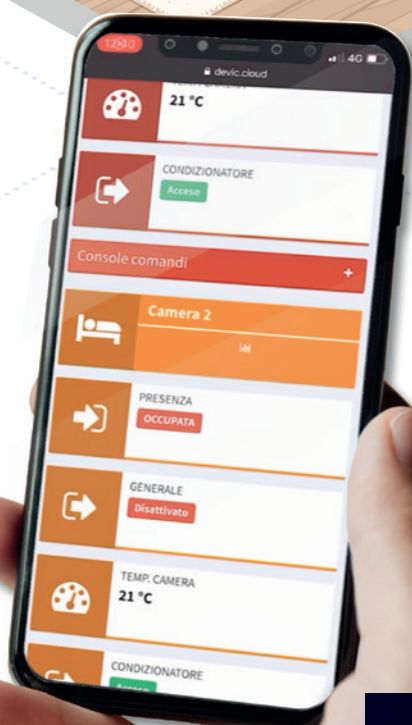 12:40
4G
devic.cloud
21 °C
CONDIZIONATORE
Acceso
Console comandi
+
Camera 2
PRESENZA
OCCUPATA
GENERALE
Disattivato
TEMP. CAMERA
21 °C
CONDIZIONATORE
Acceso